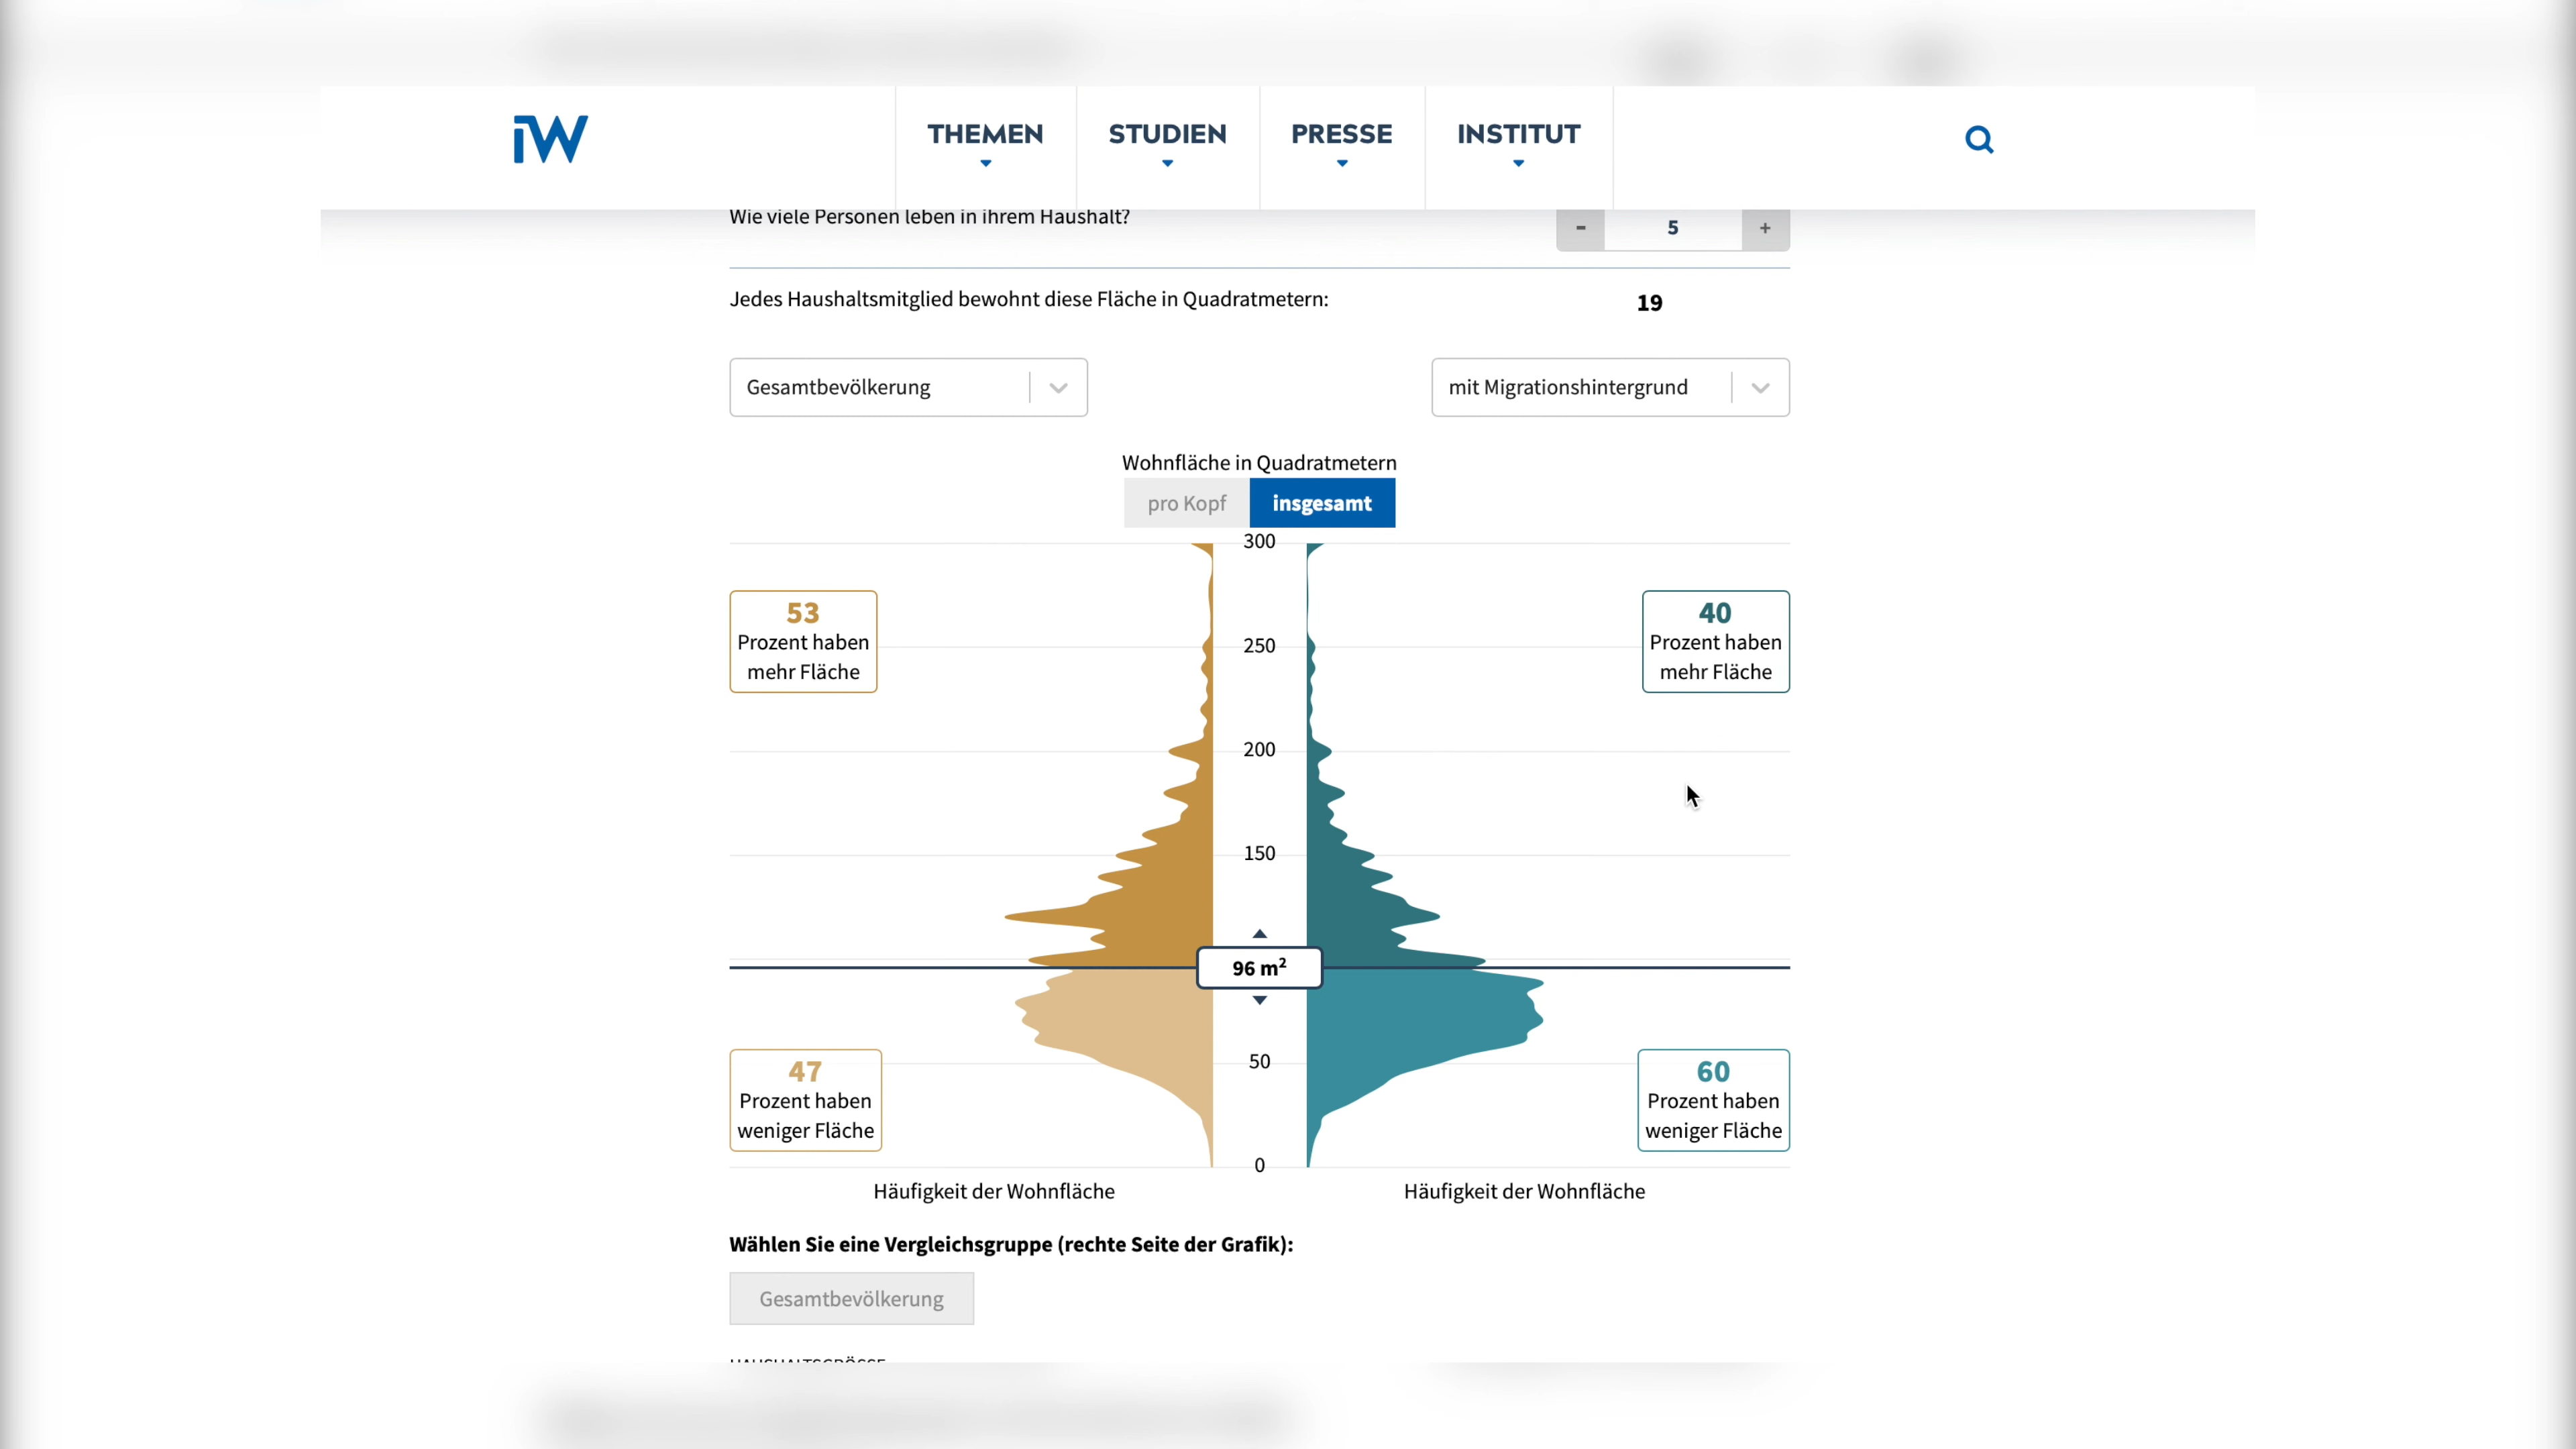 iW
THEMEN
STUDIEN
PRESSE
INSTITUT
Wie viele Personen leben in ihrem Haushalt?
- 5 +
Jedes Haushaltsmitglied bewohnt diese Fläche in Quadratmetern: 19
Gesamtbevölkerung
mit Migrationshintergrund
Wohnfläche in Quadratmetern
pro Kopf
insgesamt
300
53
Prozent haben
mehr Fläche
40
Prozent haben
mehr Fläche
250
200
150
96 m²
50
47
Prozent haben
weniger Fläche
60
Prozent haben
weniger Fläche
0
Häufigkeit der Wohnfläche
Häufigkeit der Wohnfläche
Wählen Sie eine Vergleichsgruppe (rechte Seite der Grafik):
Gesamtbevölkerung
HAUSHALTSGRÖSSE